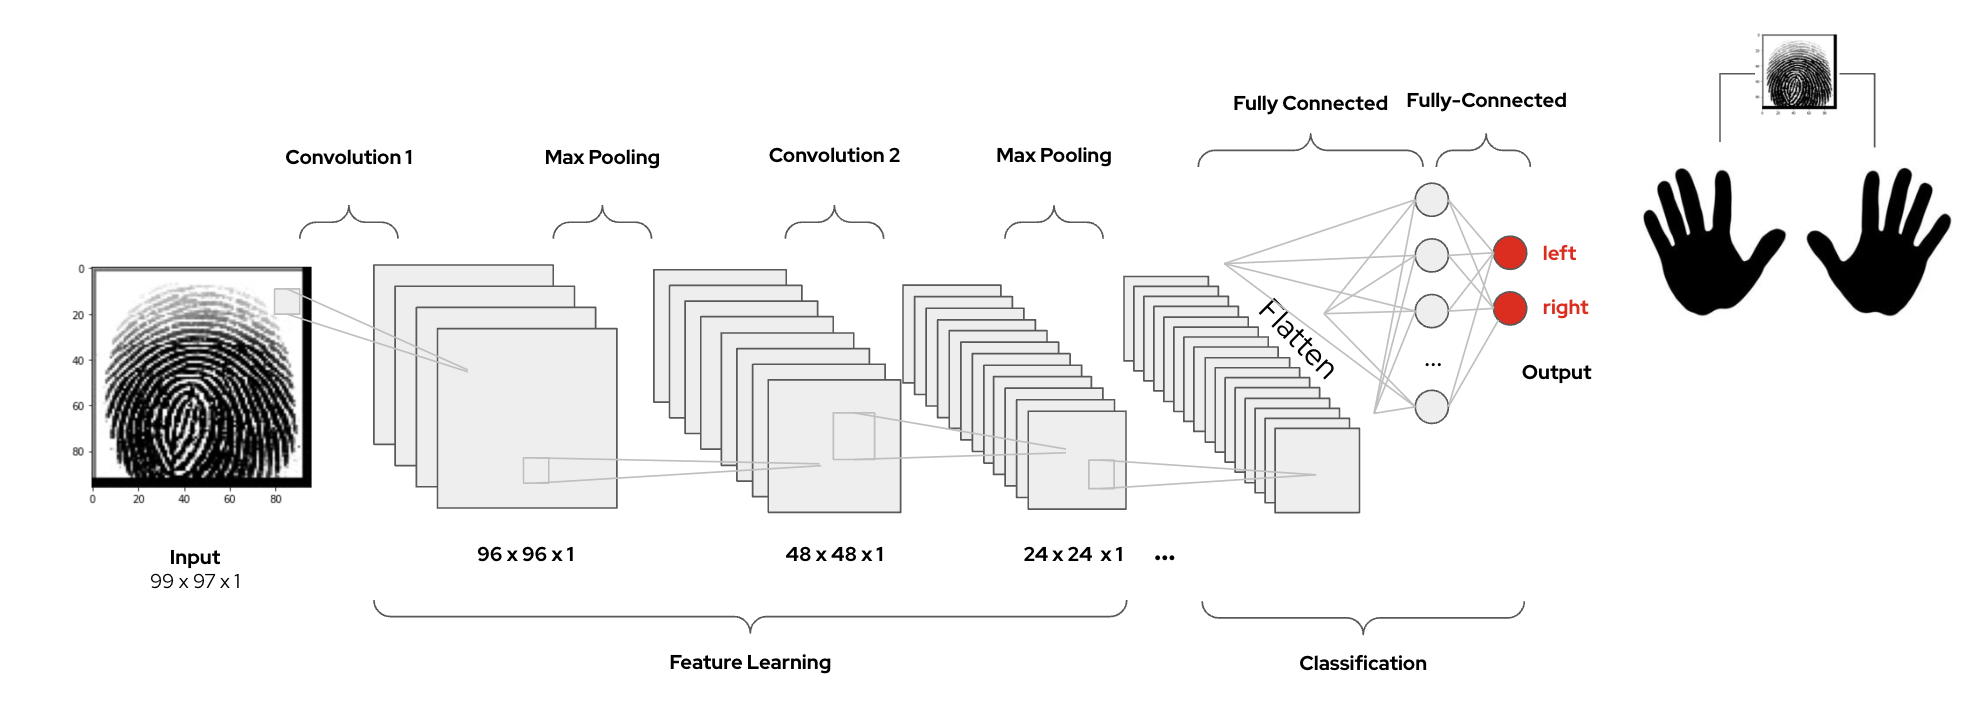 Fully Connected
Fully-Connected
Convolution 1
Max Pooling
Convolution 2
Max Pooling
0
20
40
60
80
0
20
40
60
80
Flatten
...
left
right
Output
Input
99 x 97 x 1
96 x 96 x 1
48 x 48 x 1
24 x 24 x 1
...
Feature Learning
Classification